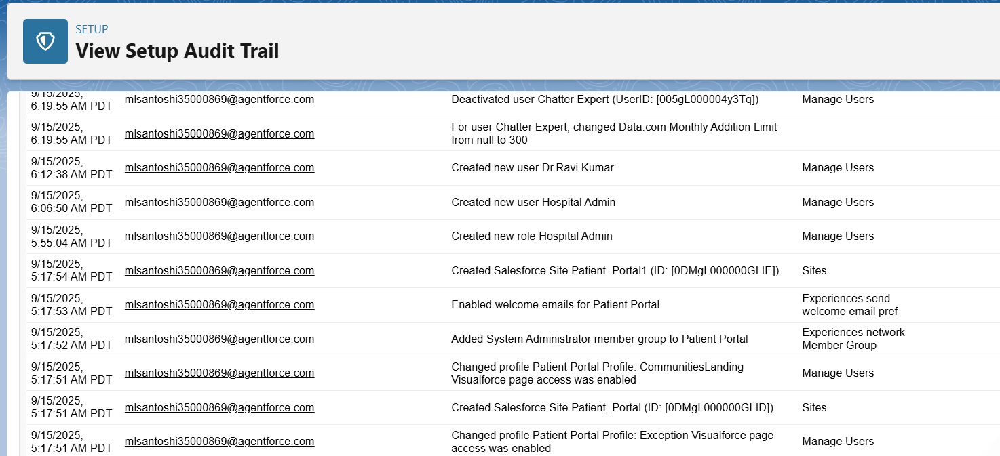 SETUP
View Setup Audit Trail
9/15/2025,
6:19:55 AM PDT
mlsantoshi35000869@agentforce.com
Deactivated user Chatter Expert (UserID: [005gL000004y3Tq])
Manage Users
9/15/2025,
6:19:55 AM PDT
mlsantoshi35000869@agentforce.com
For user Chatter Expert, changed Data.com Monthly Addition Limit
from null to 300
9/15/2025,
6:12:38 AM PDT
mlsantoshi35000869@agentforce.com
Created new user Dr.Ravi Kumar
Manage Users
9/15/2025,
6:06:50 AM PDT
mlsantoshi35000869@agentforce.com
Created new user Hospital Admin
Manage Users
9/15/2025,
5:55:04 AM PDT
mlsantoshi35000869@agentforce.com
Created new role Hospital Admin
Manage Users
9/15/2025,
5:17:54 AM PDT
mlsantoshi35000869@agentforce.com
Created Salesforce Site Patient_Portal1 (ID: [0DMgL000000GLIE])
Sites
9/15/2025,
5:17:53 AM PDT
mlsantoshi35000869@agentforce.com
Enabled welcome emails for Patient Portal
Experiences send
welcome email pref
9/15/2025,
5:17:52 AM PDT
mlsantoshi35000869@agentforce.com
Added System Administrator member group to Patient Portal
Experiences network
Member Group
9/15/2025,
5:17:51 AM PDT
mlsantoshi35000869@agentforce.com
Changed profile Patient Portal Profile: CommunitiesLanding
Visualforce page access was enabled
Manage Users
9/15/2025,
5:17:51 AM PDT
mlsantoshi35000869@agentforce.com
Created Salesforce Site Patient_Portal (ID: [0DMgL000000GLID])
Sites
9/15/2025,
5:17:51 AM PDT
mlsantoshi35000869@agentforce.com
Changed profile Patient Portal Profile: Exception Visualforce page
access was enabled
Manage Users